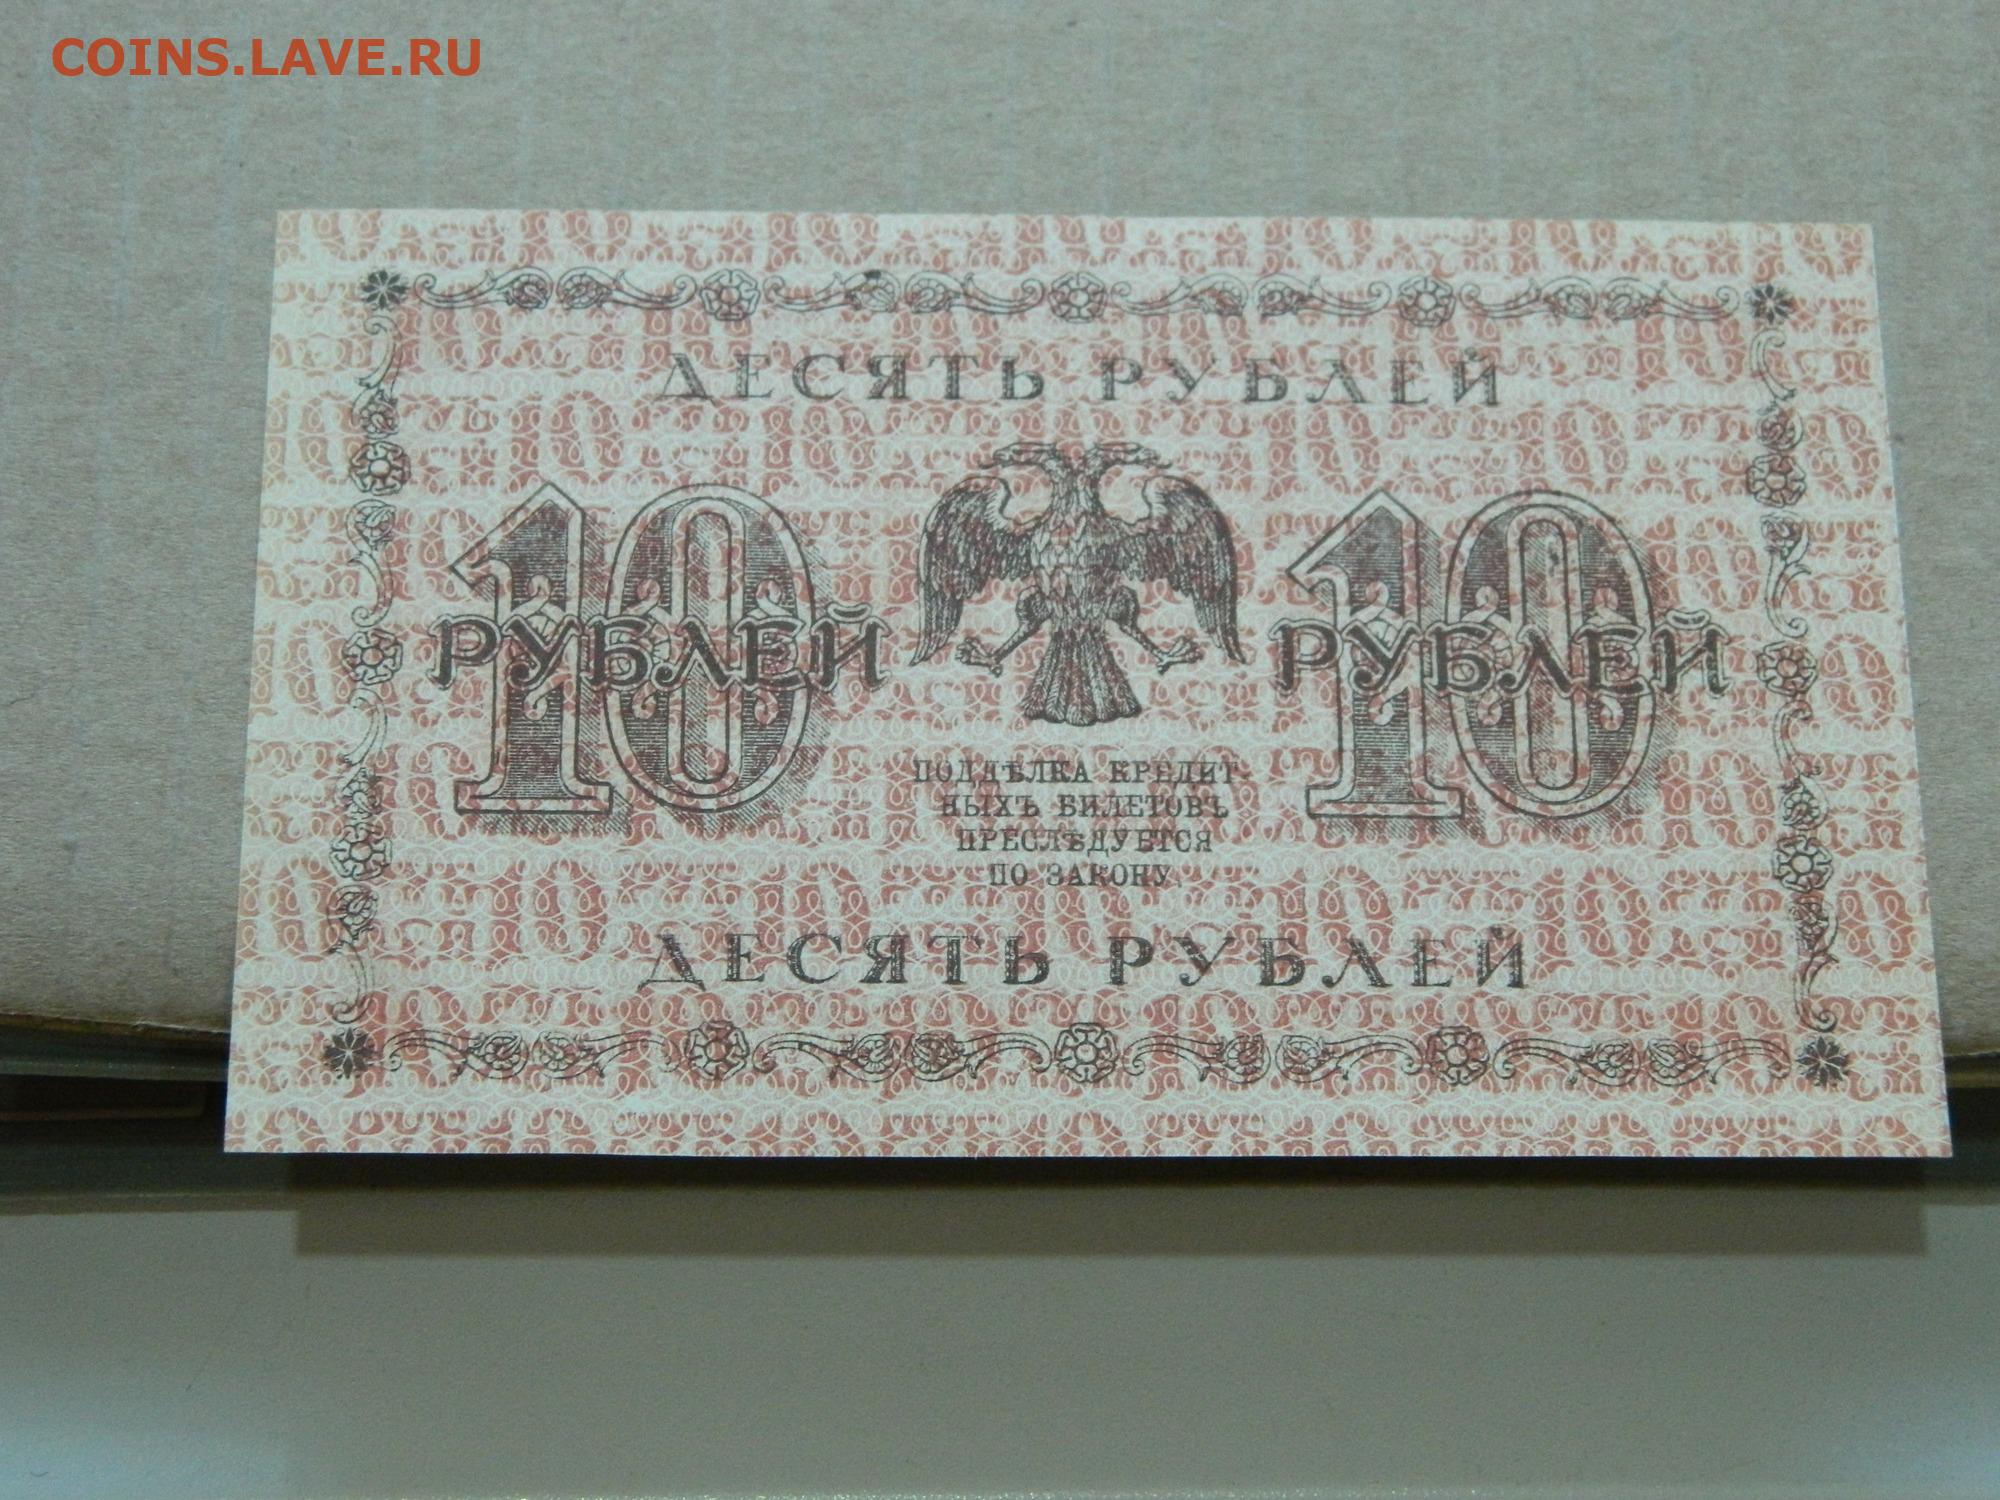 COINS.LAVE.RU
ДЕСЯТЬ РУБЛЕЙ
10 10
РУБЛЕЙ РУБЛЕЙ
ПОДДѢЛКА КРЕДИТ-
НЫХЪ БИЛЕТОВЪ
ПРЕСЛѢДУЕТСЯ
ПО ЗАКОНУ.
ДЕСЯТЬ РУБЛЕЙ